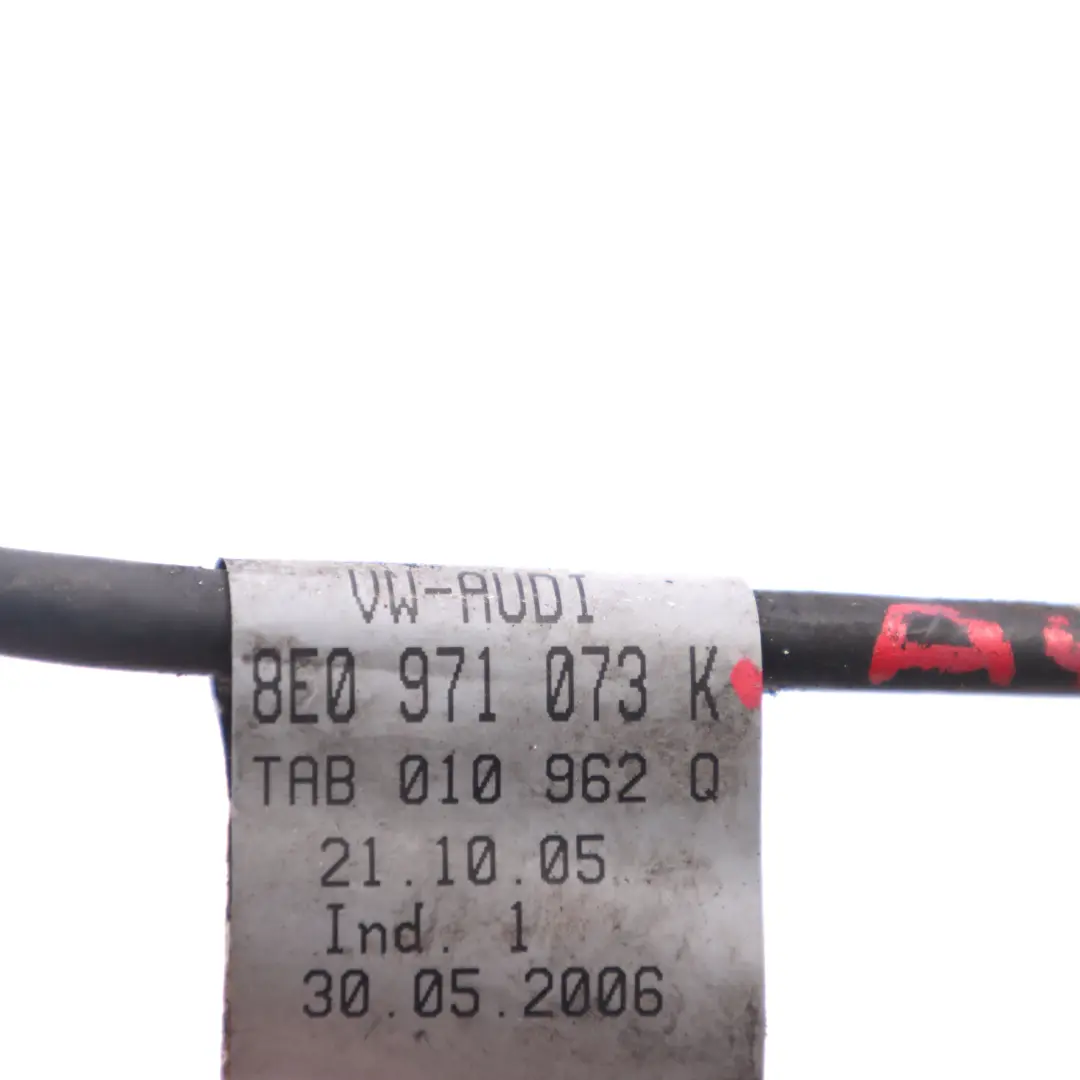 VW-AUDI
8E0 971 073 K
TAB 010 962 Q
21.10.05
Ind. 1
30.05.2006